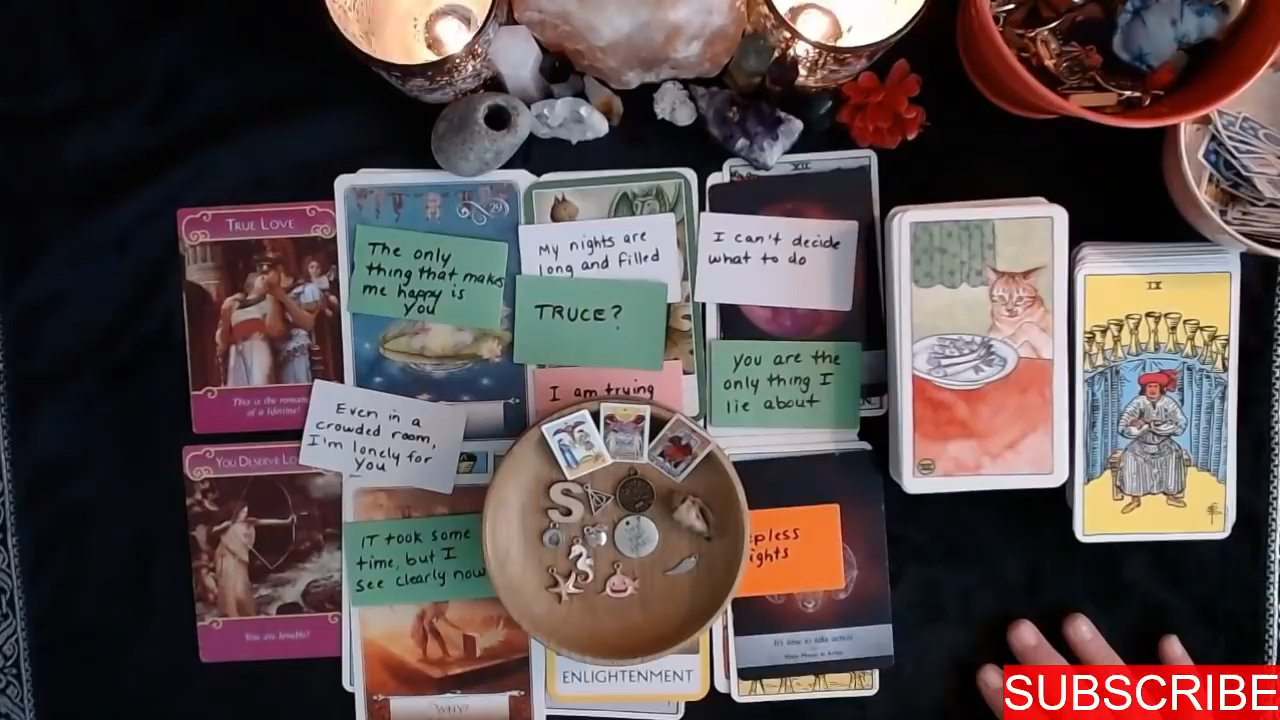 TRUE LOVE
This is the romance
of a lifetime!
YOU DESERVE LO
You are lovable!
29
The only
thing that makes
me happy is
you
My nights are
long and filled
TRUCE?
I am trying
XII
I can't decide
what to do
you are the
only thing I
lie about
Even in a
crowded room,
I'm lonely for
you
IT took some
time, but I
see clearly now
WHY?
S
ENLIGHTENMENT
epless
ights
It's time to take action
IX
SUBSCRIBE